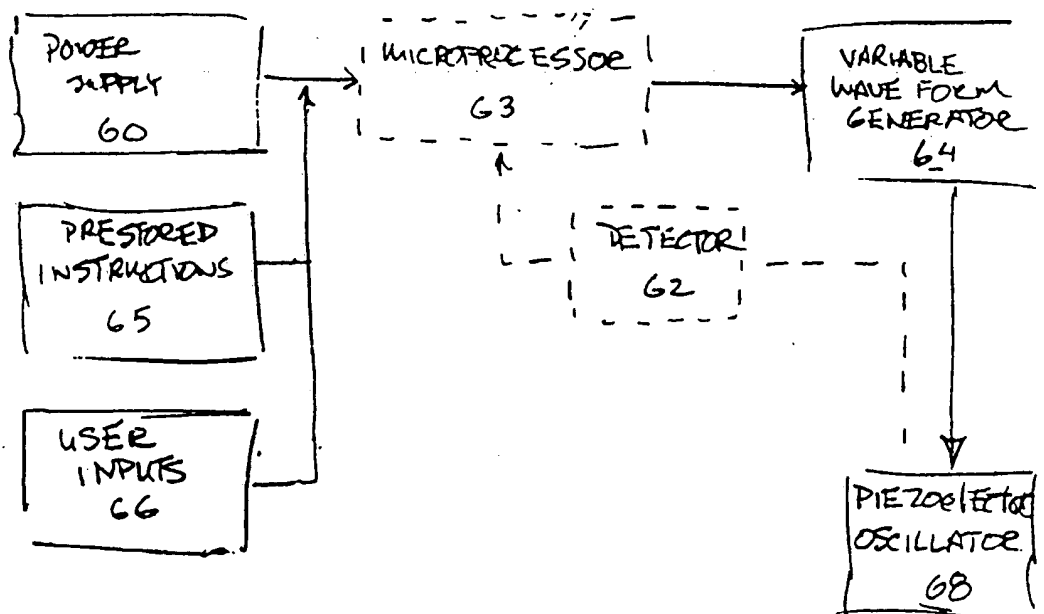 POWER
SUPPLY
60
MICROPROCESSOR
63
VARIABLE
WAVE FORM
GENERATOR
64
PRESTORED
INSTRUCTIONS
65
DETECTOR
62
USER
INPUTS
66
OSCILLATOR
68